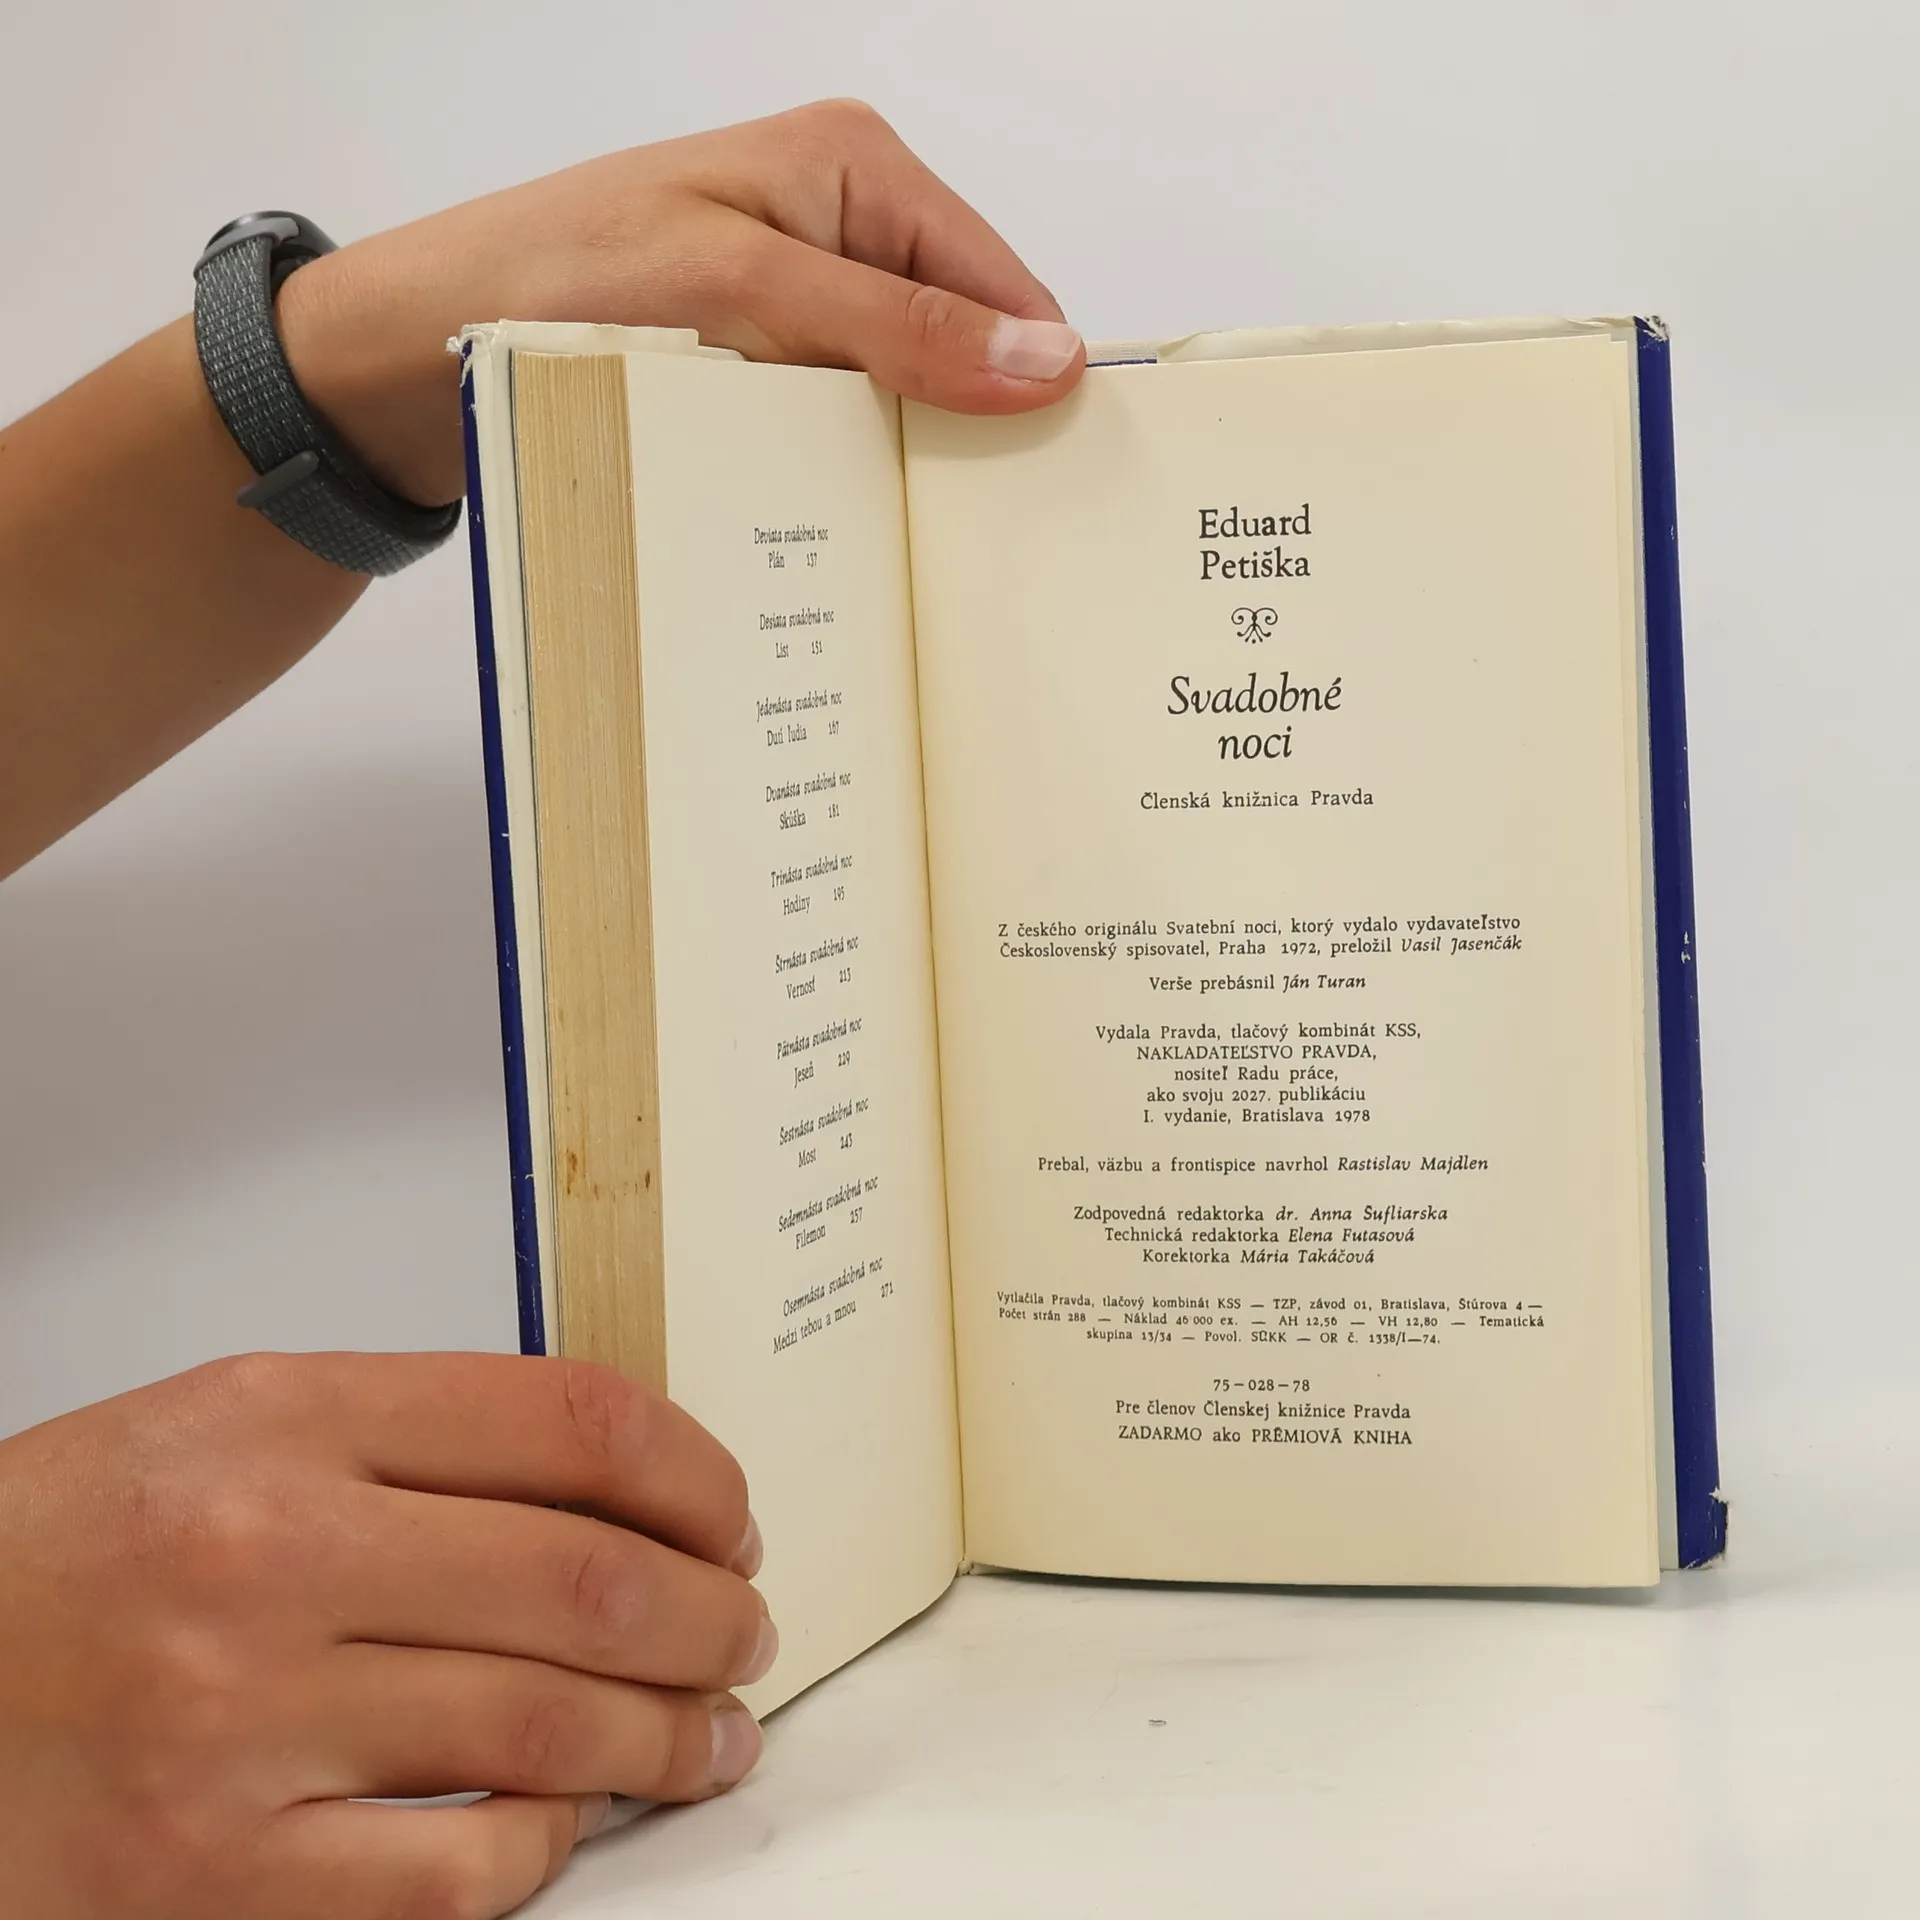 Deviata svadobná noc
Plán 137
Desiata svadobná noc
List 151
Jedenásta svadobná noc
Dutí ľudia 167
Dvanásta svadobná noc
Skúška 181
Trinásta svadobná noc
Hodiny 195
Štrnásta svadobná noc
Vernosť 213
Pätnásta svadobná noc
Jeseň 229
Šestnásta svadobná noc
Most 243
Sedemnásta svadobná noc
Filemon 257
Osemnásta svadobná noc
Medzi tebou a mnou 271
Eduard
Petiška
Svadobné
noci
Členská knižnica Pravda
Z českého originálu Svatební noci, ktorý vydalo vydavateľstvo
Československý spisovatel, Praha 1972, preložil Vasil Jasenčák
Verše prebásnil Ján Turan
Vydala Pravda, tlačový kombinát KSS,
NAKLADATEĽSTVO PRAVDA,
nositeľ Radu práce,
ako svoju 2027. publikáciu
I. vydanie, Bratislava 1978
Prebal, väzbu a frontispice navrhol Rastislav Majdlen
Zodpovedná redaktorka dr. Anna Šufliarska
Technická redaktorka Elena Futasová
Korektorka Mária Takáčová
Vytlačila Pravda, tlačový kombinát KSS — TZP, závod 01, Bratislava, Štúrova 4 —
Počet strán 288 — Náklad 46 000 ex. — AH 12,56 — VH 12,80 — Tematická
skupina 13/34 — Povol. SÚKK — OR č. 1338/I—74.
75 — 028 — 78
Pre členov Členskej knižnice Pravda
ZADARMO ako PRÉMIOVÁ KNIHA